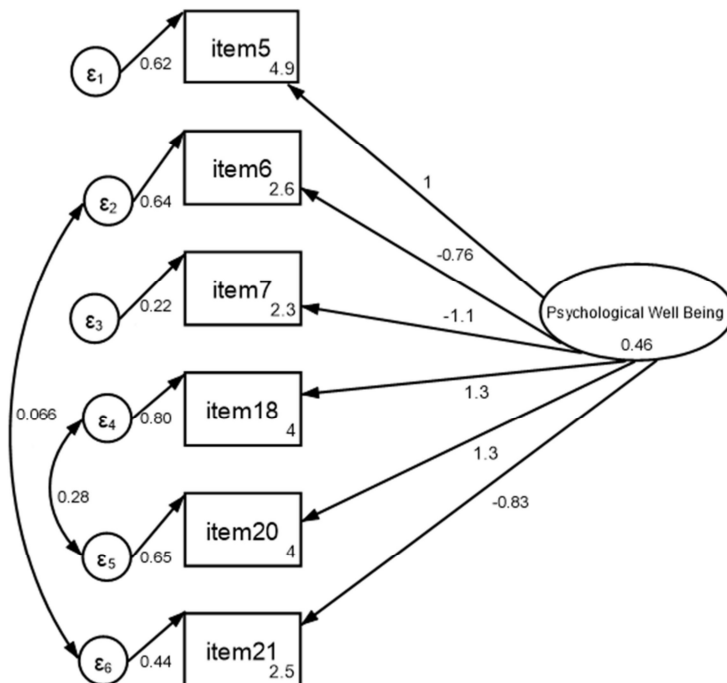 item5
4.9
ε1
0.62
item6
2.6
ε2
0.64
1
-0.76
item7
2.3
ε3
0.22
-1.1
Psychological Well Being
0.46
item18
4
ε4
0.80
1.3
0.066
0.28
item20
4
ε5
0.65
1.3
-0.83
item21
2.5
ε6
0.44